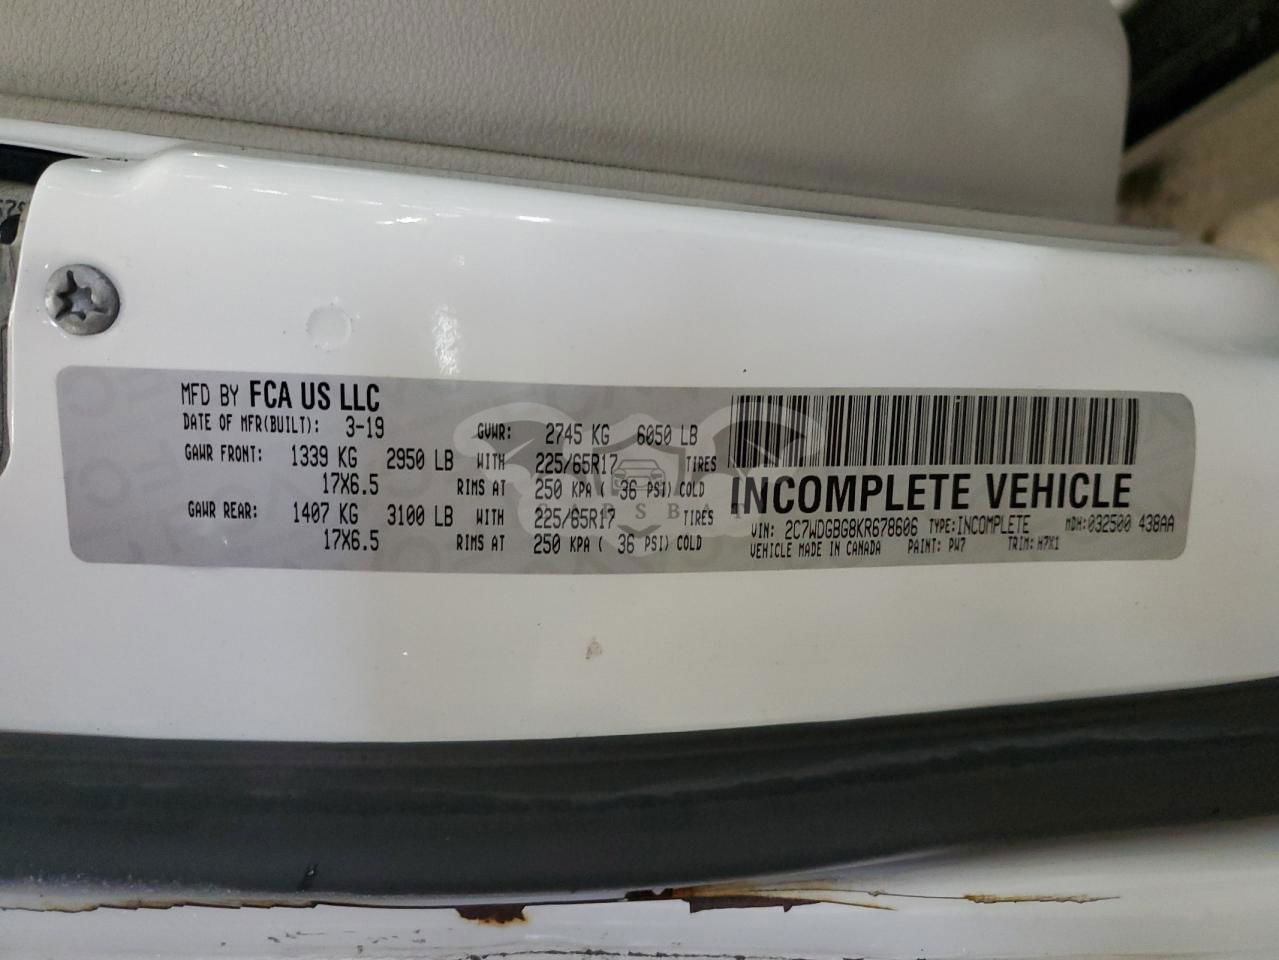 MFD BY FCA US LLC
DATE OF MFR(BUILT): 3-19 GVWR: 2745 KG 6050 LB
GAWR FRONT: 1339 KG 2950 LB WITH 225/65R17 TIRES
17X6.5 RIMS AT 250 KPA ( 36 PSI) COLD
GAWR REAR: 1407 KG 3100 LB WITH 225/65R17 TIRES
17X6.5 RIMS AT 250 KPA ( 36 PSI) COLD
INCOMPLETE VEHICLE
VIN: 2C7WDGBG8KR678606 TYPE: INCOMPLETE MDH: 032500 438AA
VEHICLE MADE IN CANADA PAINT: PW7 TRIM: H7X1
CARSBAI